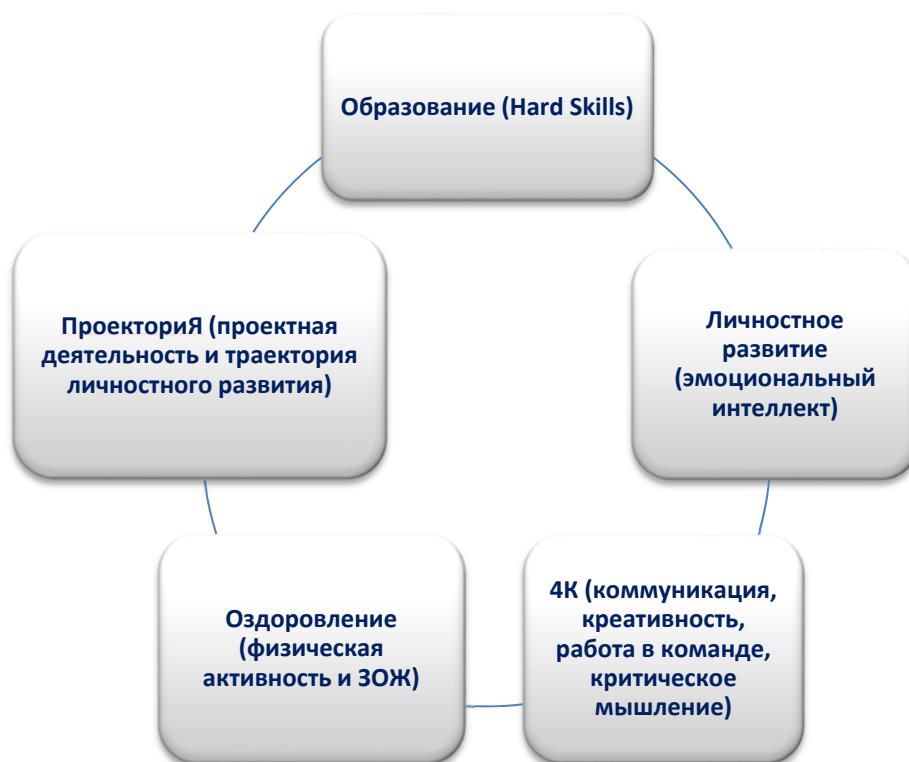 Образование (Hard Skills)
Личностное
развитие
(эмоциональный
интеллект)
4К (коммуникация,
креативность,
работа в команде,
критическое
мышление)
Оздоровление
(физическая
активность и ЗОЖ)
ПроекториЯ (проектная
деятельность и траектория
личностного развития)